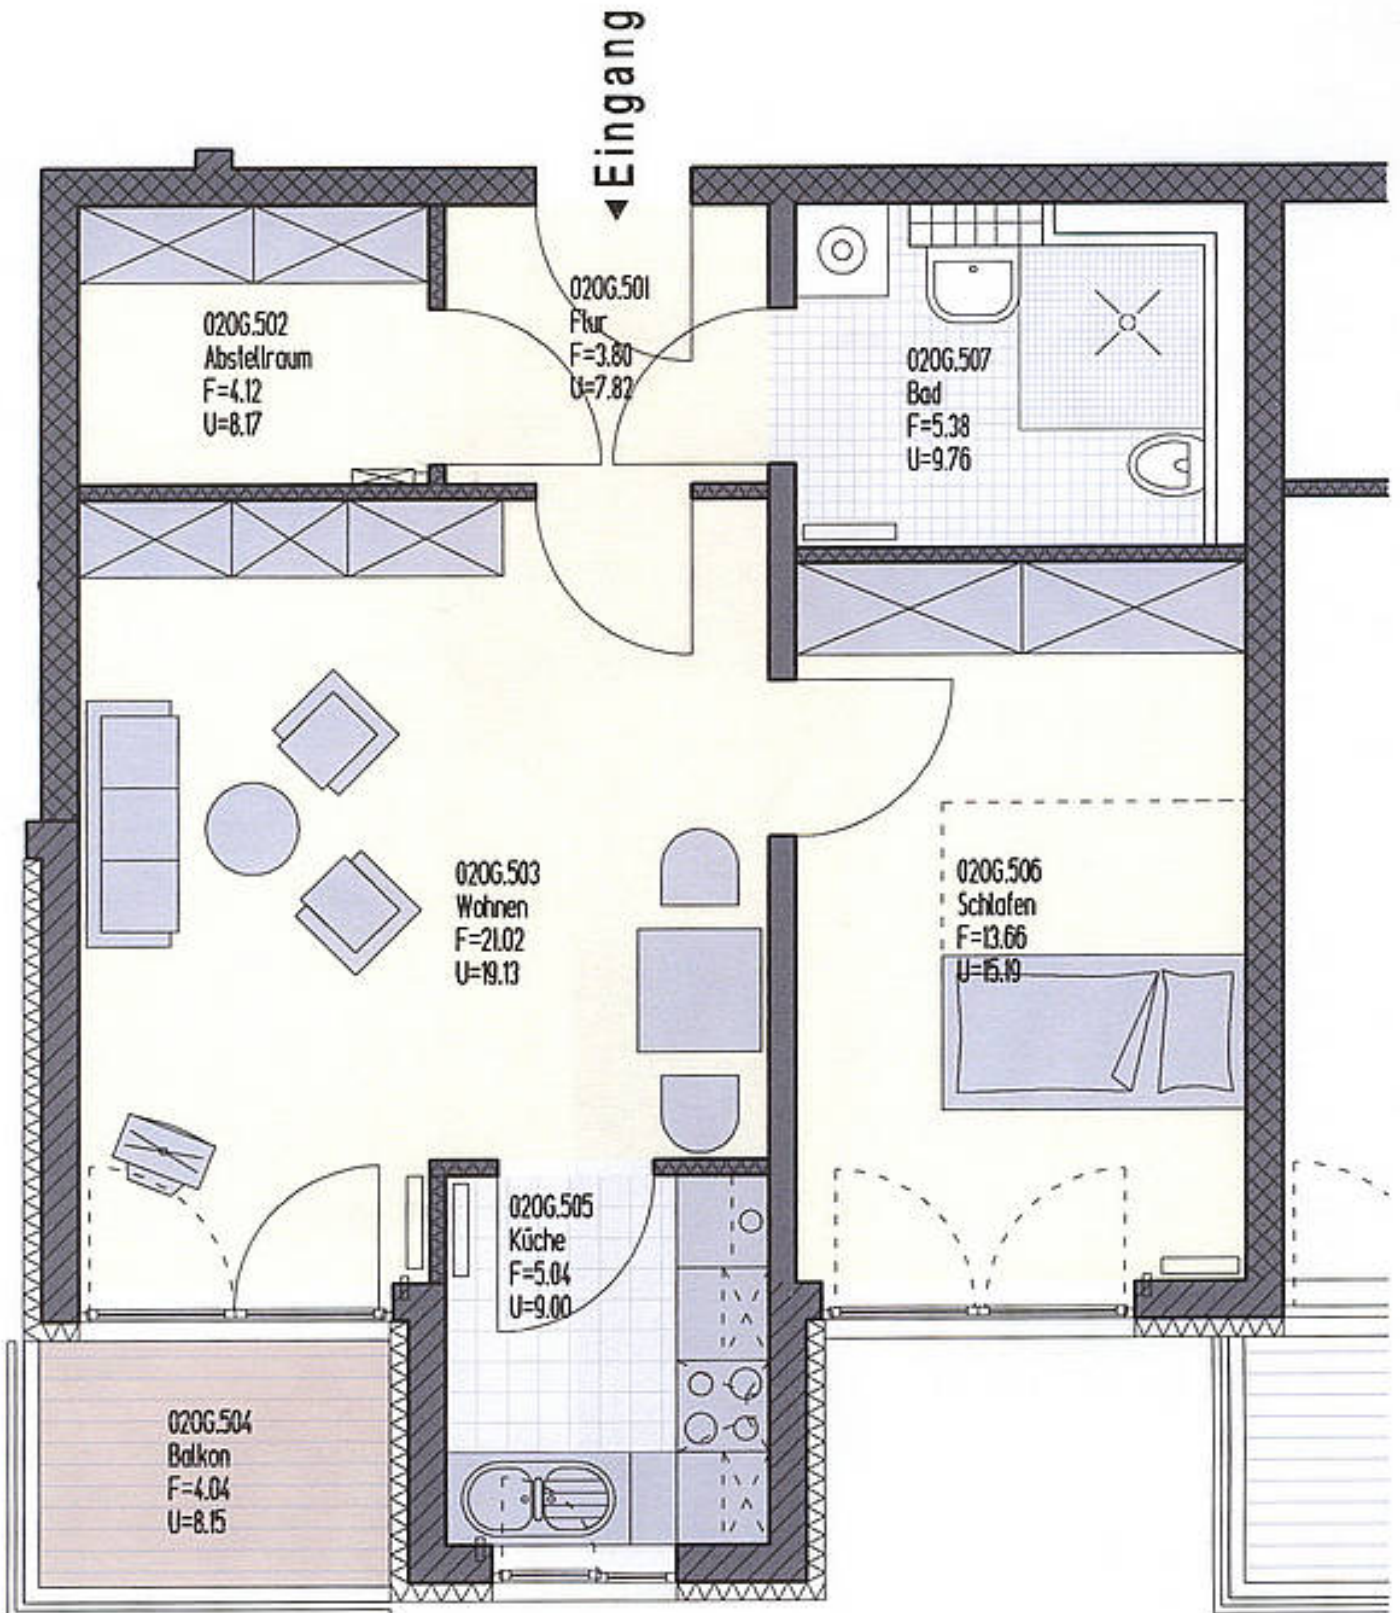 Eingang
020G.501
Flur
F=3.80
U=7.82
020G.502
Abstellraum
F=4.12
U=8.17
020G.507
Bad
F=5.38
U=9.76
020G.503
Wohnen
F=21.02
U=19.13
020G.506
Schlafen
F=13.66
U=15.19
020G.505
Küche
F=5.04
U=9.00
020G.504
Balkon
F=4.04
U=8.15